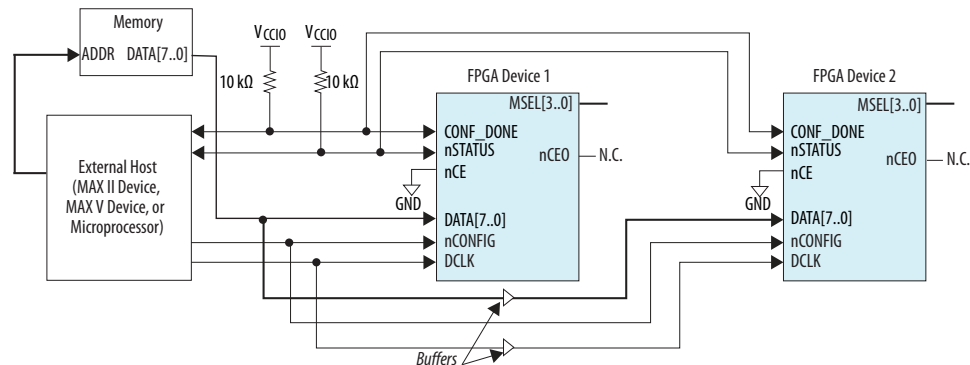 Memory
ADDR DATA[7..0]
VCCIO
VCCIO
10 kΩ
10 kΩ
External Host
(MAX II Device,
MAX V Device, or
Microprocessor)
FPGA Device 1
MSEL[3..0]
CONF_DONE
nSTATUS
nCEO
N.C.
nCE
GND
DATA[7..0]
nCONFIG
DCLK
FPGA Device 2
MSEL[3..0]
CONF_DONE
nSTATUS
nCEO
N.C.
nCE
GND
DATA[7..0]
nCONFIG
DCLK
Buffers